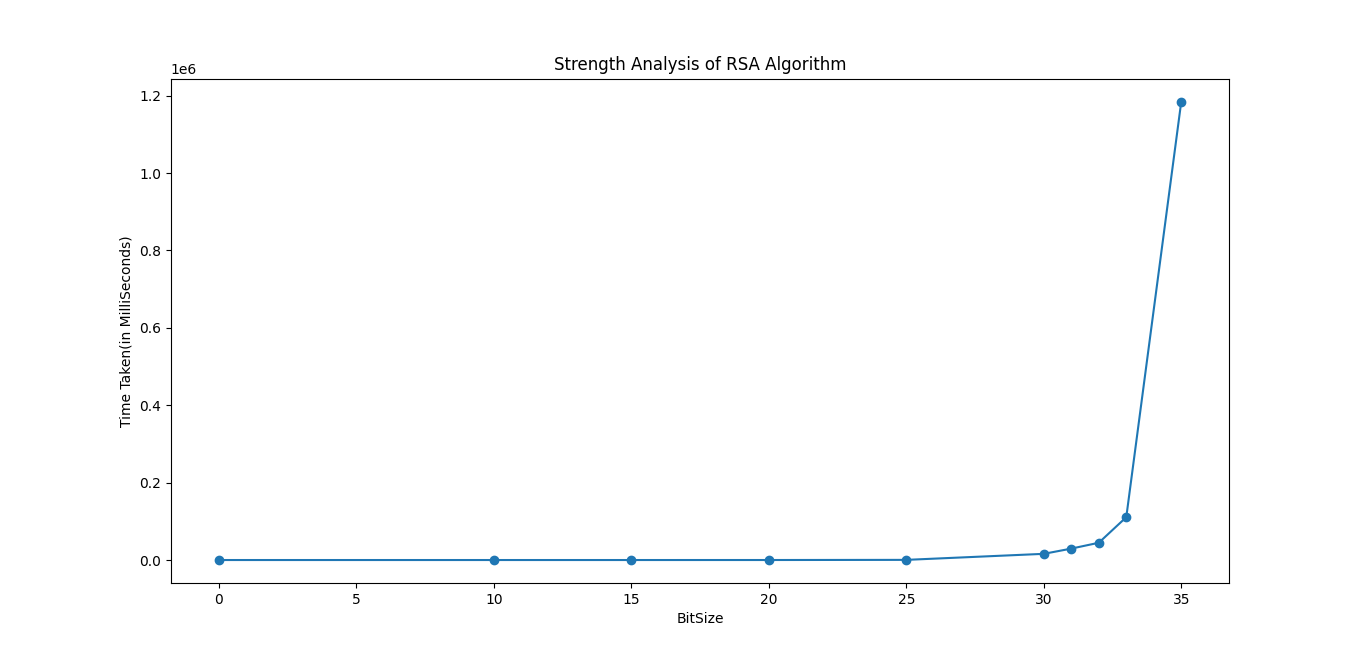 Strength Analysis of RSA Algorithm
1e6
1.2
1.0
0.8
0.6
0.4
0.2
0.0
Time Taken(in MilliSeconds)
0 5 10 15 20 25 30 35
BitSize